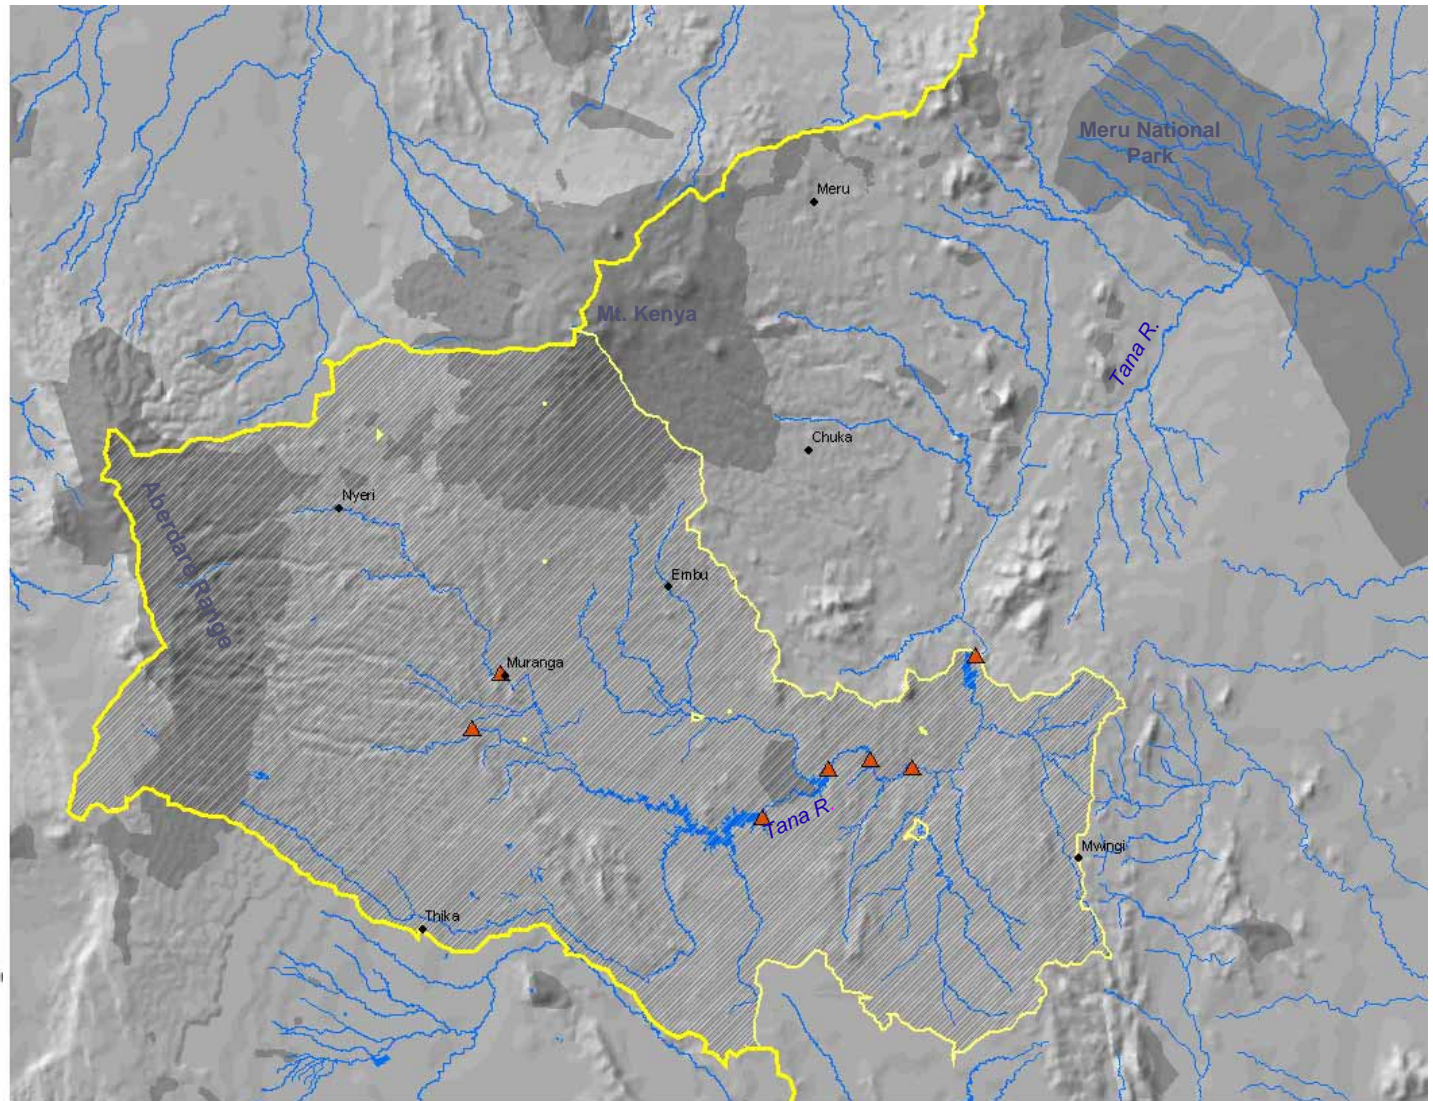 Meru National
Park
Meru
Mt. Kenya
Tana R.
Chuka
Aberdare Range
Nyeri
Embu
Muranga
Tana R.
Mwingi
Thika